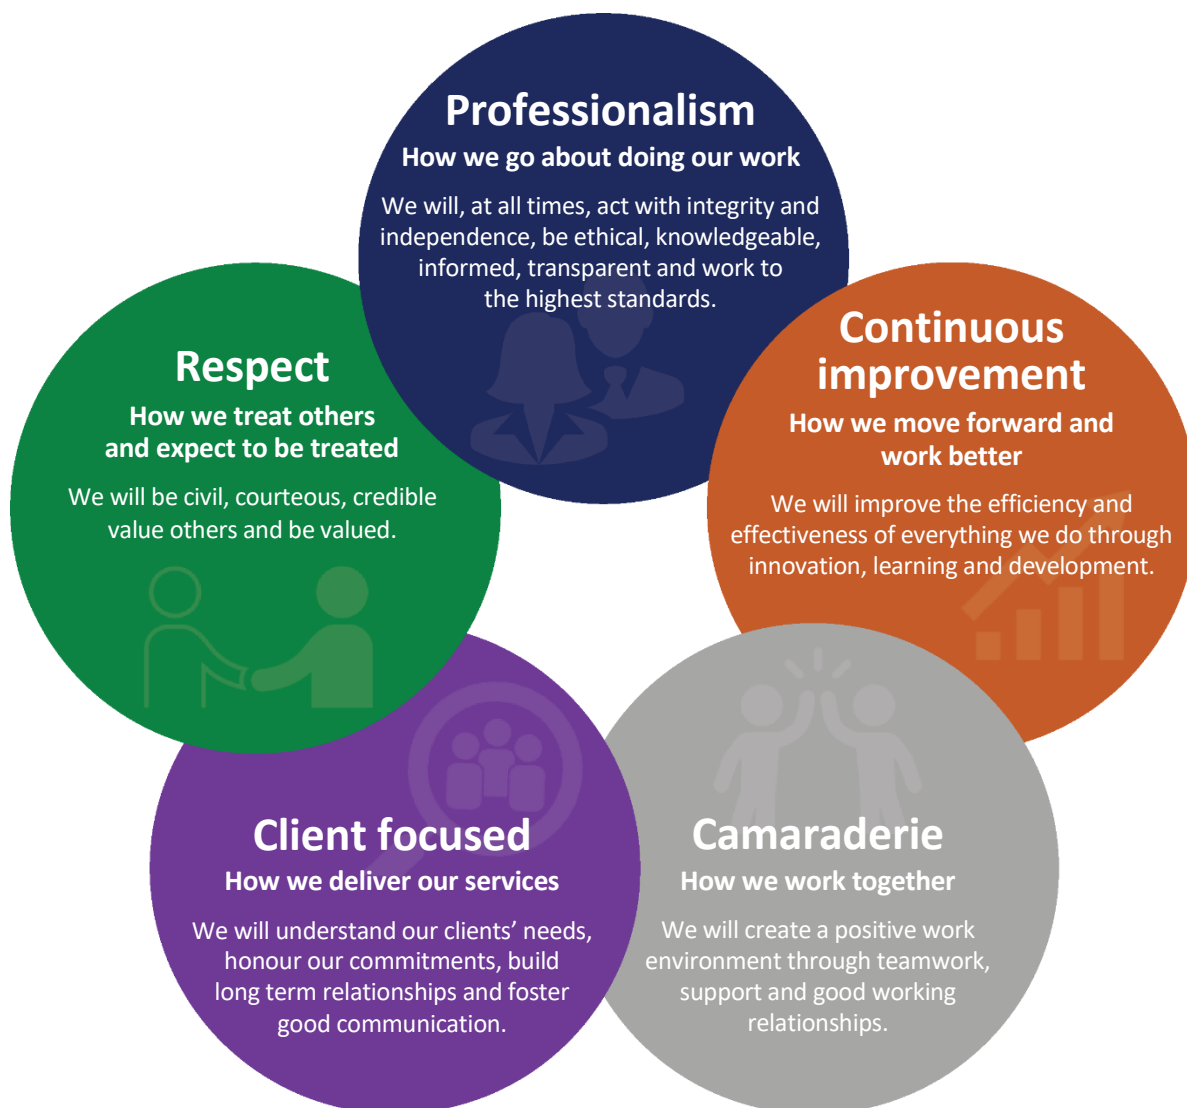 Professionalism
How we go about doing our work
We will, at all times, act with integrity and
independence, be ethical, knowledgeable,
informed, transparent and work to
the highest standards.
Respect
How we treat others
and expect to be treated
We will be civil, courteous, credible
value others and be valued.
Continuous
improvement
How we move forward and
work better
We will improve the efficiency and
effectiveness of everything we do through
innovation, learning and development.
Client focused
How we deliver our services
We will understand our clients’ needs,
honour our commitments, build
long term relationships and foster
good communication.
Camaraderie
How we work together
We will create a positive work
environment through teamwork,
support and good working
relationships.